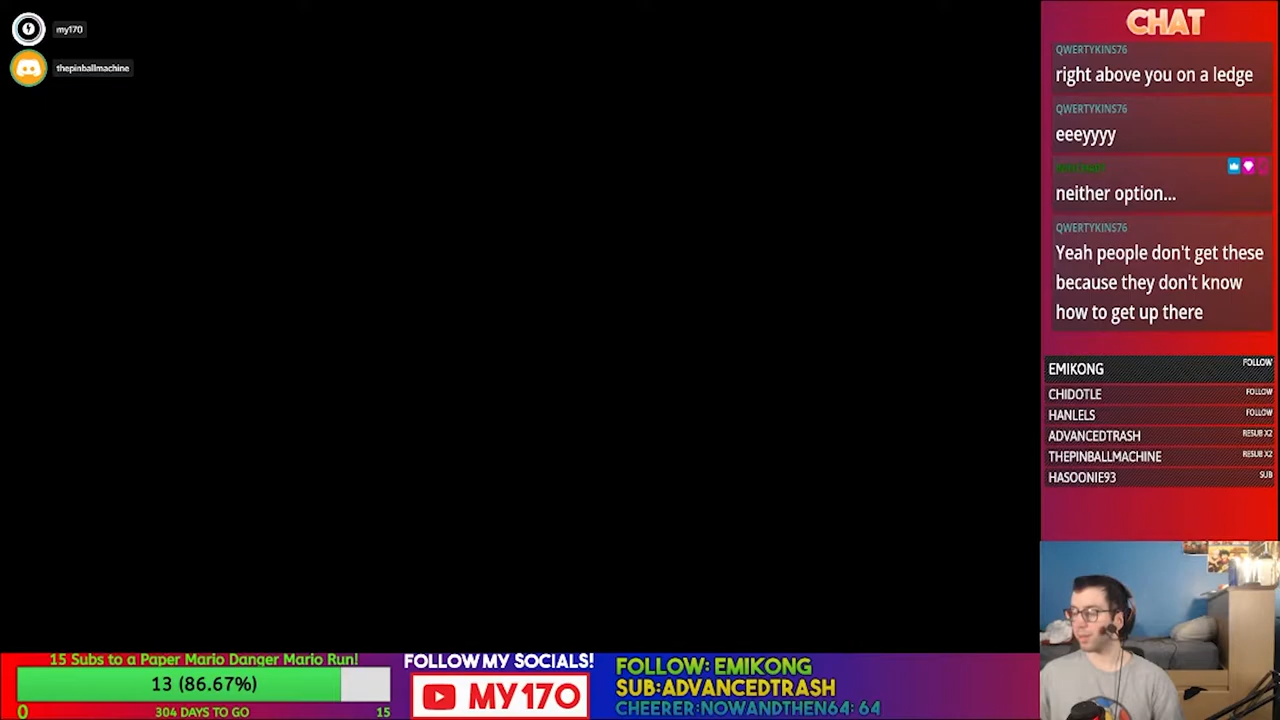 my170
thepinballmachine
CHAT
QWERTYKINS76
right above you on a ledge
QWERTYKINS76
eeeyyyy
neither option...
QWERTYKINS76
Yeah people don't get these
because they don't know
how to get up there
EMIKONG FOLLOW
CHIDOTLE FOLLOW
HANLELS FOLLOW
ADVANCEDTRASH RESUB X2
THEPINBALLMACHINE RESUB X2
HASOONIE93 SUB
15 Subs to a Paper Mario Danger Mario Run!
13 (86.67%)
0 304 DAYS TO GO 15
FOLLOW MY SOCIALS!
MY170
FOLLOW: EMIKONG
SUB:ADVANCEDTRASH
CHEERER:NOWANDTHEN64: 64